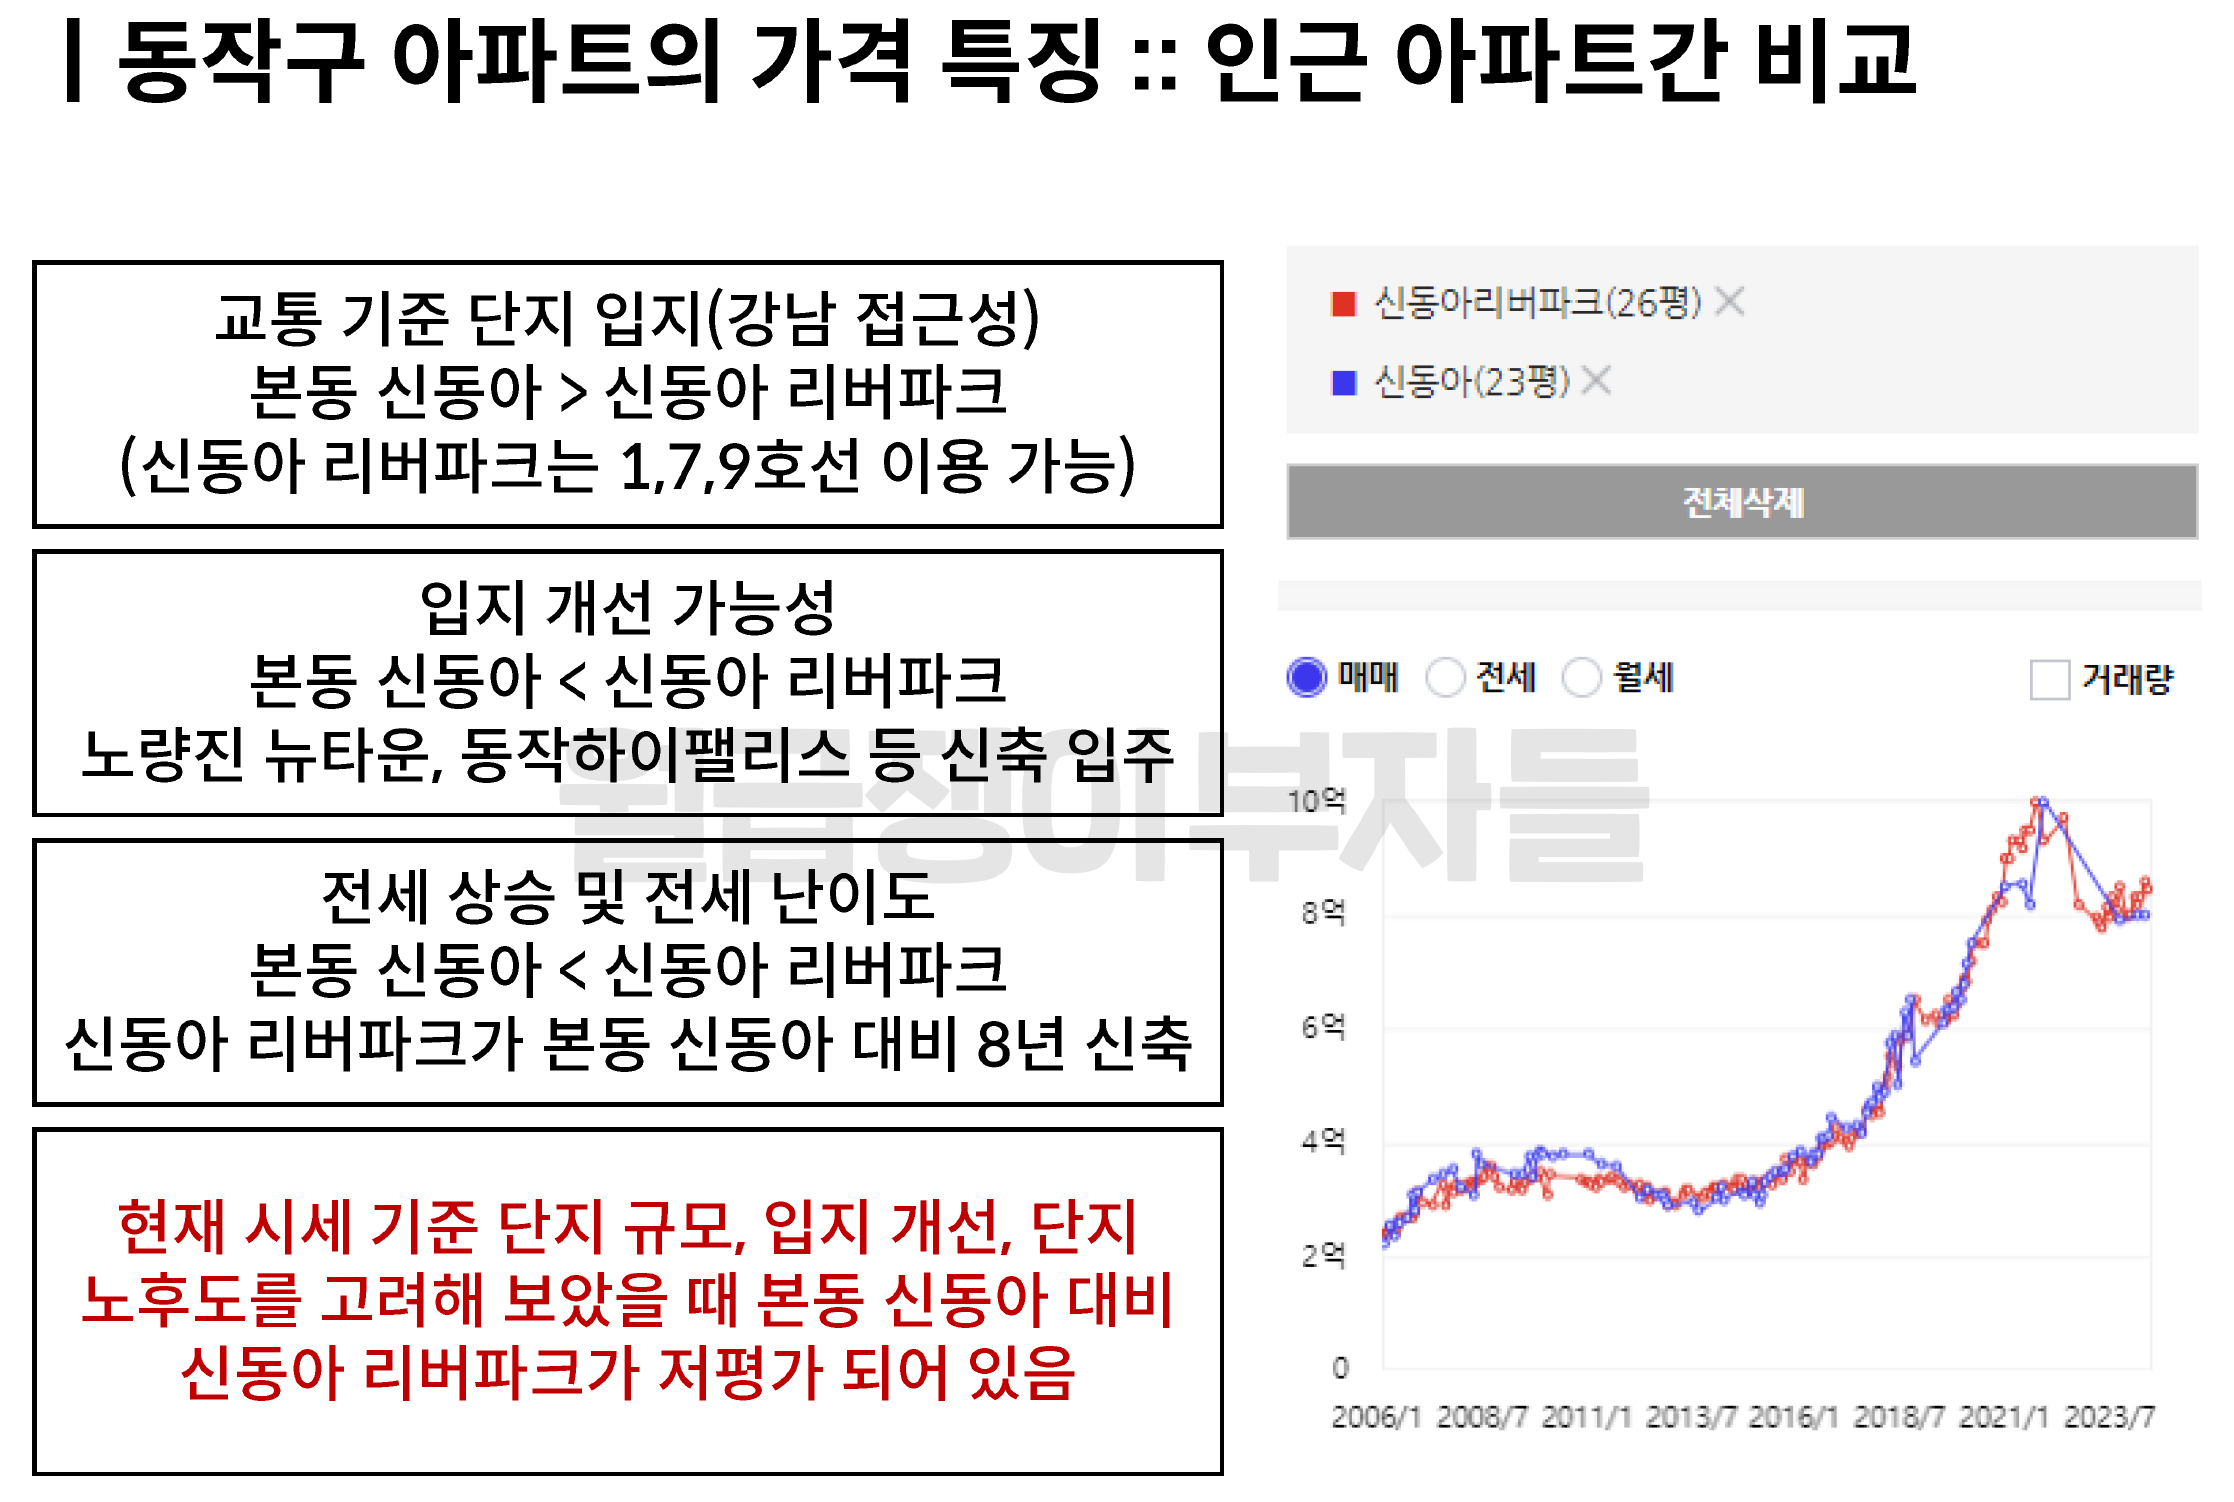 | 동작구 아파트의 가격 특징 :: 인근 아파트간 비교
교통 기준 단지 입지(강남 접근성)
본동 신동아 > 신동아 리버파크
(신동아 리버파크는 1,7,9호선 이용 가능)
입지 개선 가능성
본동 신동아 < 신동아 리버파크
노량진 뉴타운, 동작하이팰리스 등 신축 입주
전세 상승 및 전세 난이도
본동 신동아 < 신동아 리버파크
신동아 리버파크가 본동 신동아 대비 8년 신축
현재 시세 기준 단지 규모, 입지 개선, 단지
노후도를 고려해 보았을 때 본동 신동아 대비
신동아 리버파크가 저평가 되어 있음
신동아리버파크(26평)
신동아(23평)
전체삭제
매매 전세 월세 거래량
10억
8억
6억
4억
2억
0
2006/1 2008/7 2011/1 2013/7 2016/1 2018/7 2021/1 2023/7
월급쟁이부자들